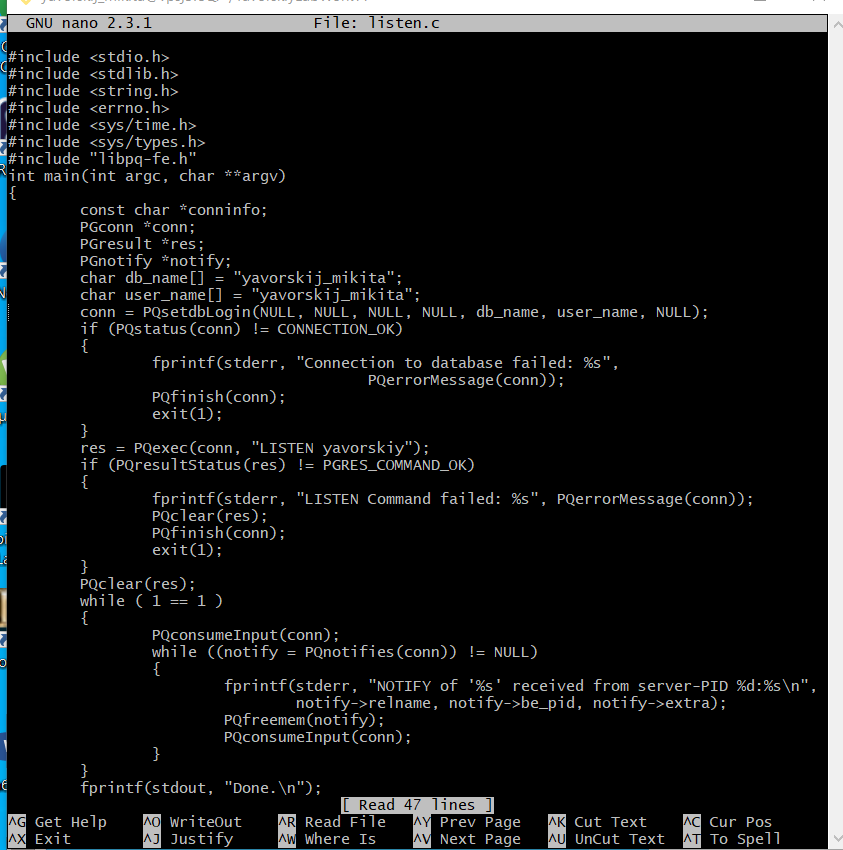 GNU nano 2.3.1 File: listen.c
#include <stdio.h>
#include <stdlib.h>
#include <string.h>
#include <errno.h>
#include <sys/time.h>
#include <sys/types.h>
#include "libpq-fe.h"
int main(int argc, char **argv)
{
        const char *conninfo;
        PGconn *conn;
        PGresult *res;
        PGnotify *notify;
        char db_name[] = "yavorskij_mikita";
        char user_name[] = "yavorskij_mikita";
        conn = PQsetdbLogin(NULL, NULL, NULL, NULL, db_name, user_name, NULL);
        if (PQstatus(conn) != CONNECTION_OK)
        {
                fprintf(stderr, "Connection to database failed: %s",
                                        PQerrorMessage(conn));
                PQfinish(conn);
                exit(1);
        }
        res = PQexec(conn, "LISTEN yavorskiy");
        if (PQresultStatus(res) != PGRES_COMMAND_OK)
        {
                fprintf(stderr, "LISTEN Command failed: %s", PQerrorMessage(conn));
                PQclear(res);
                PQfinish(conn);
                exit(1);
        }
        PQclear(res);
        while ( 1 == 1 )
        {
                PQconsumeInput(conn);
                while ((notify = PQnotifies(conn)) != NULL)
                {
                        fprintf(stderr, "NOTIFY of '%s' received from server-PID %d:%s\n",
                                notify->relname, notify->be_pid, notify->extra);
                        PQfreemem(notify);
                        PQconsumeInput(conn);
                }
        }
        fprintf(stdout, "Done.\n");
[ Read 47 lines ]
^G Get Help ^O WriteOut ^R Read File ^Y Prev Page ^K Cut Text ^C Cur Pos
^X Exit ^J Justify ^W Where Is ^V Next Page ^U UnCut Text ^T To Spell